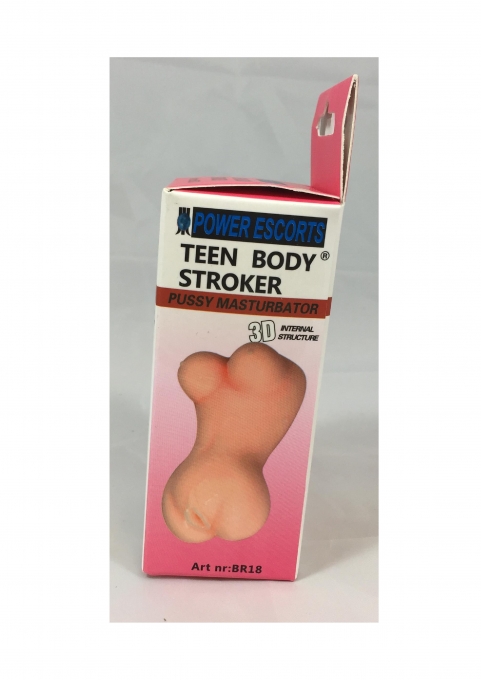 POWER ESCORTS
TEEN BODY®
STROKER
PUSSY MASTURBATOR
3D INTERNAL
STRUCTURE
Art nr:BR18